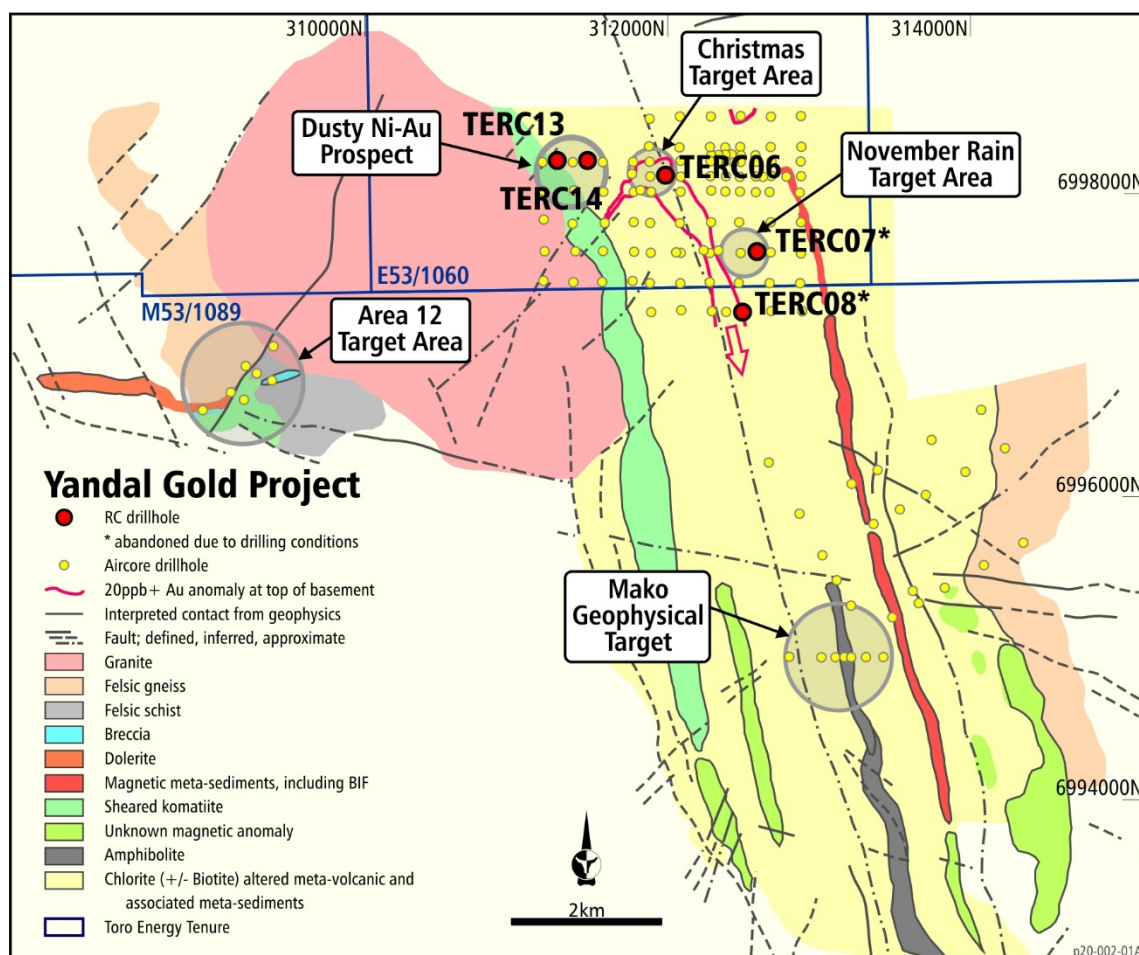 310000N
312000N
314000N
Christmas
Target Area
Dusty Ni-Au
Prospect
TERC13
TERC14
TERC06
November Rain
Target Area
6998000N
TERC07*
TERC08*
E53/1060
M53/1089
Area 12
Target Area
6996000N
Mako
Geophysical
Target
6994000N
Yandal Gold Project
RC drillhole
* abandoned due to drilling conditions
Aircore drillhole
20ppb+ Au anomaly at top of basement
Interpreted contact from geophysics
Fault; defined, inferred, approximate
Granite
Felsic gneiss
Felsic schist
Breccia
Dolerite
Magnetic meta-sediments, including BIF
Sheared komatiite
Unknown magnetic anomaly
Amphibolite
Chlorite (+/- Biotite) altered meta-volcanic and
associated meta-sediments
Toro Energy Tenure
2km
p20-002-01A